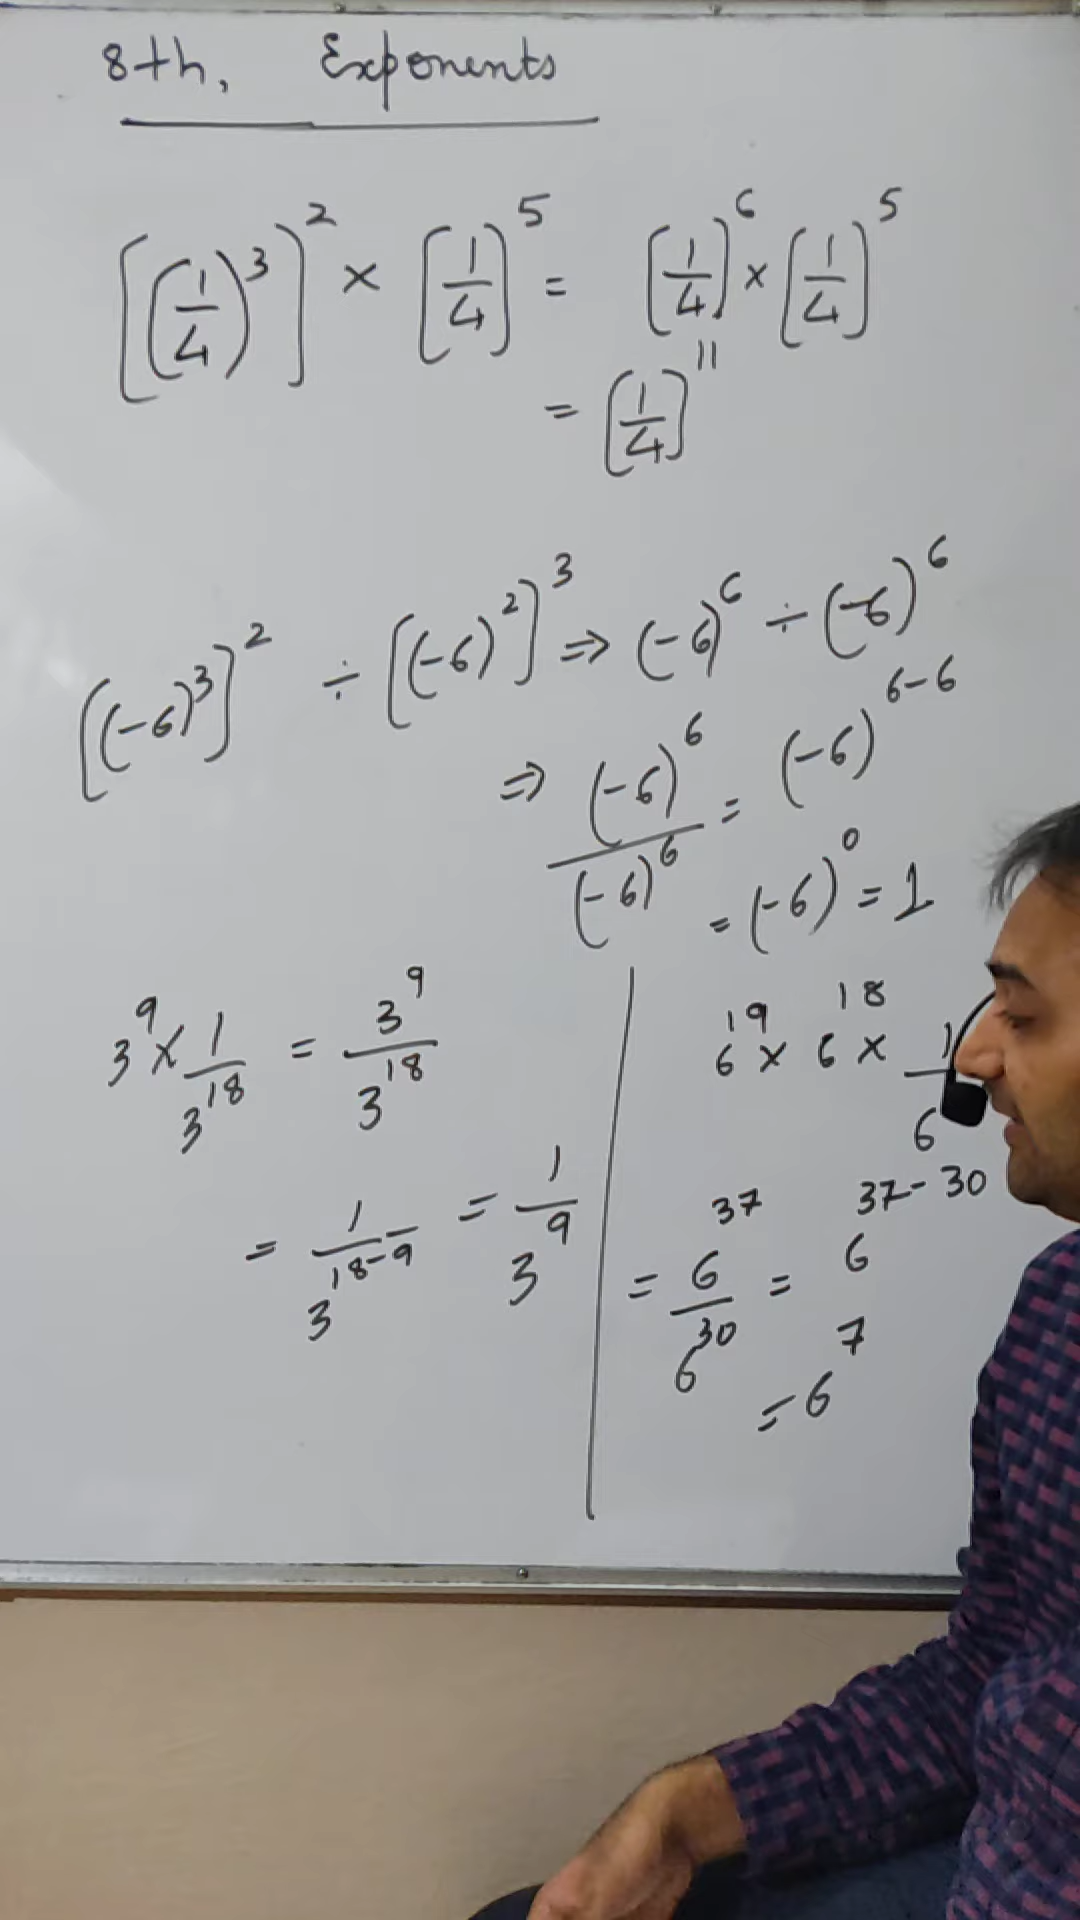 8th, Exponents
[(1/4)^3]^2 × [1/4]^5 = [1/4]^6 × [1/4]^5
= [1/4]^11
[(-6)^3]^2 ÷ [(-6)^2]^3 ⇒ (-6)^6 ÷ (-6)^6
⇒ (-6)^6/(-6)^6 = (-6)^(6-6)
= (-6)^0 = 1
3^9 × 1/3^18 = 3^9/3^18
= 1/3^(18-9) = 1/3^9
6^19 × 6^18 × 1/6
= 6^37/6^30 = 6^(37-30)
= 6^7